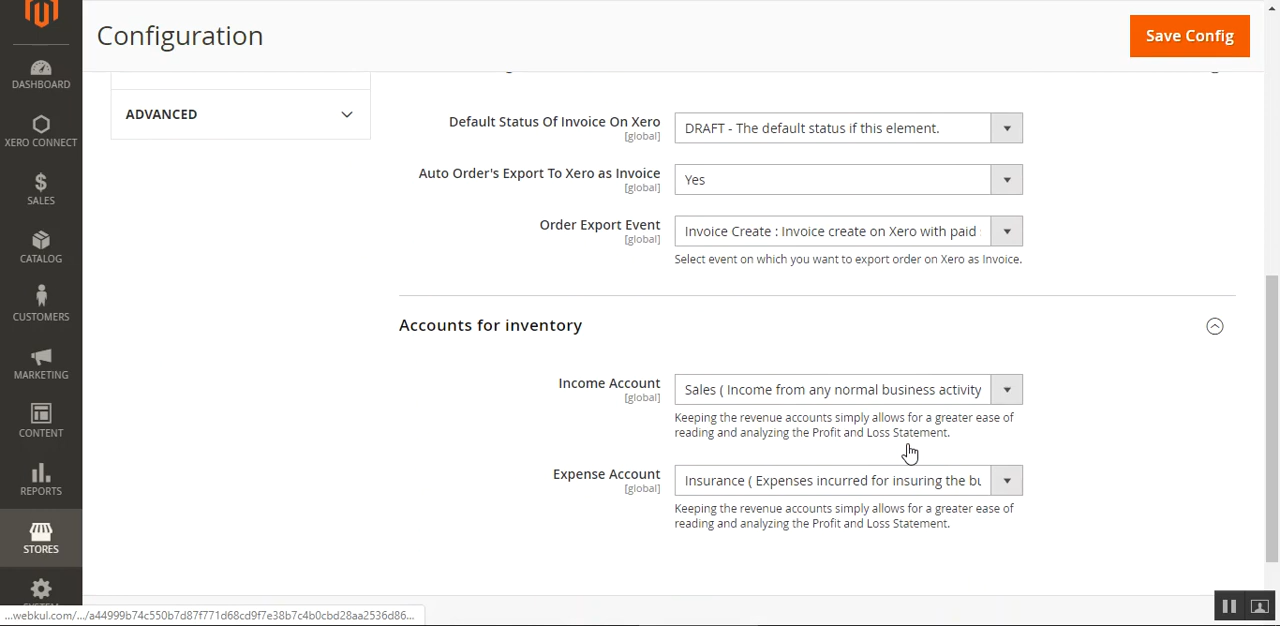 Configuration
Save Config
DASHBOARD
XERO CONNECT
SALES
CATALOG
CUSTOMERS
MARKETING
CONTENT
REPORTS
STORES
ADVANCED
Default Status Of Invoice On Xero
[global]
DRAFT - The default status if this element.
Auto Order's Export To Xero as Invoice
[global]
Yes
Order Export Event
[global]
Invoice Create : Invoice create on Xero with paid
Select event on which you want to export order on Xero as Invoice.
Accounts for inventory
Income Account
[global]
Sales ( Income from any normal business activity
Keeping the revenue accounts simply allows for a greater ease of
reading and analyzing the Profit and Loss Statement.
Expense Account
[global]
Insurance ( Expenses incurred for insuring the
Keeping the revenue accounts simply allows for a greater ease of
reading and analyzing the Profit and Loss Statement.
...webkul.com/.../a44999b74c550b7d87f771d68cd9f7e38b7c4b0cbd28aa2536d86...